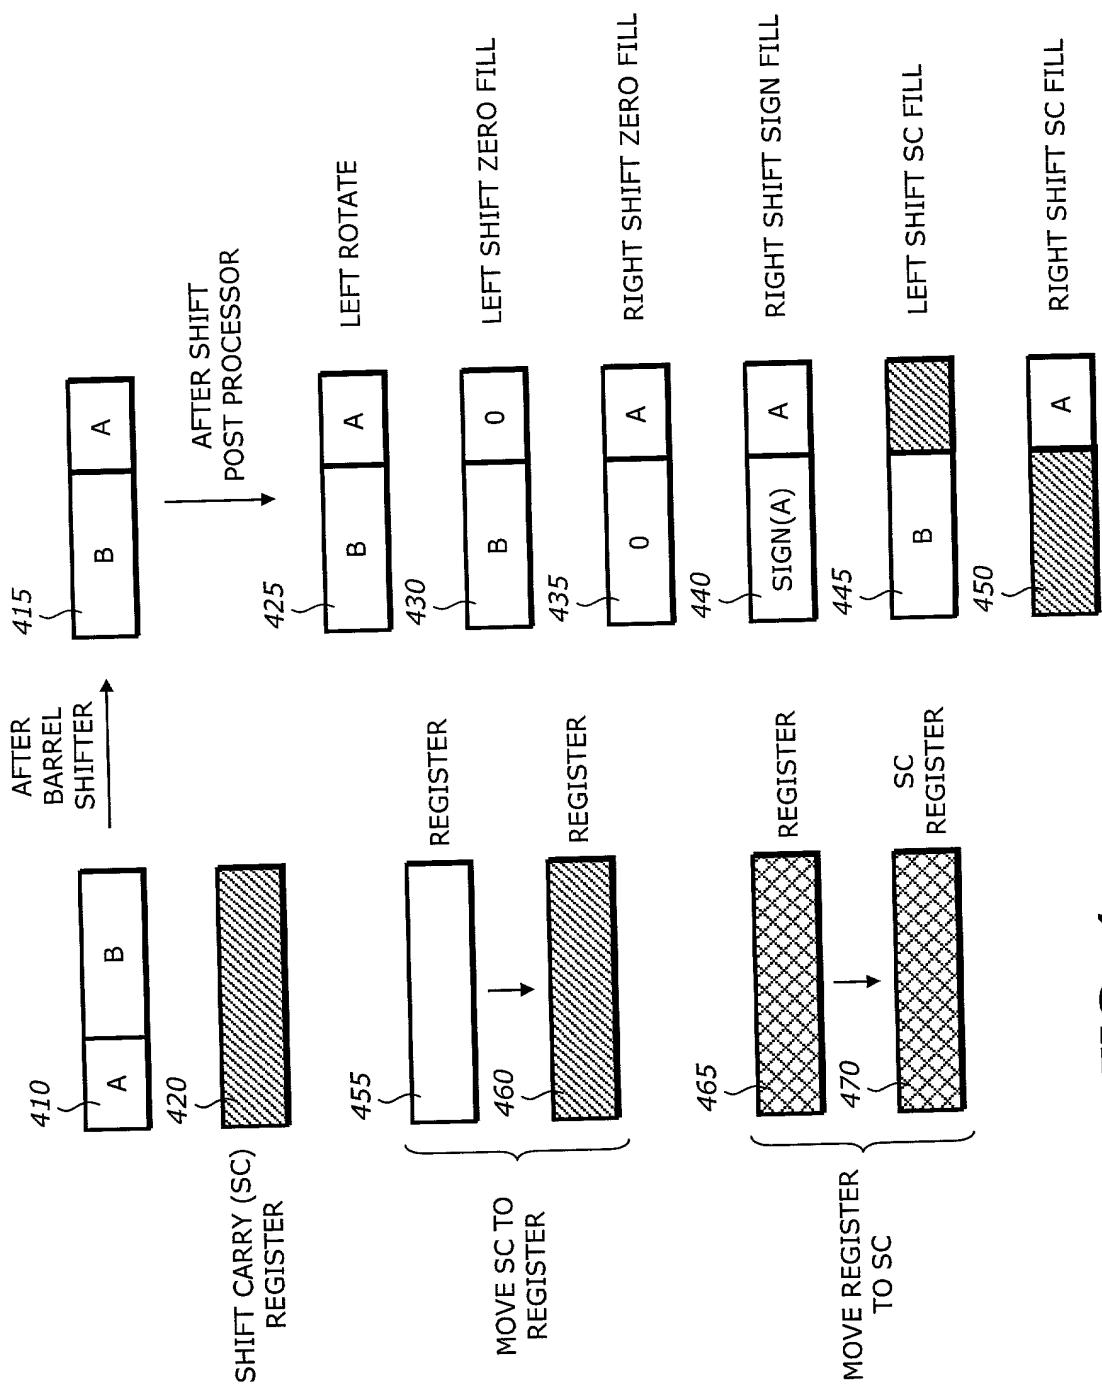 410
A
B
420
SHIFT CARRY (SC)
REGISTER
AFTER
BARREL
SHIFTER
415
B
A
AFTER SHIFT
POST PROCESSOR
425
B
A
LEFT ROTATE
430
B
0
LEFT SHIFT ZERO FILL
435
0
A
RIGHT SHIFT ZERO FILL
440
SIGN(A)
A
RIGHT SHIFT SIGN FILL
445
B
LEFT SHIFT SC FILL
450
A
RIGHT SHIFT SC FILL
455
REGISTER
460
REGISTER
MOVE SC TO
REGISTER
465
REGISTER
470
SC
REGISTER
MOVE REGISTER
TO SC